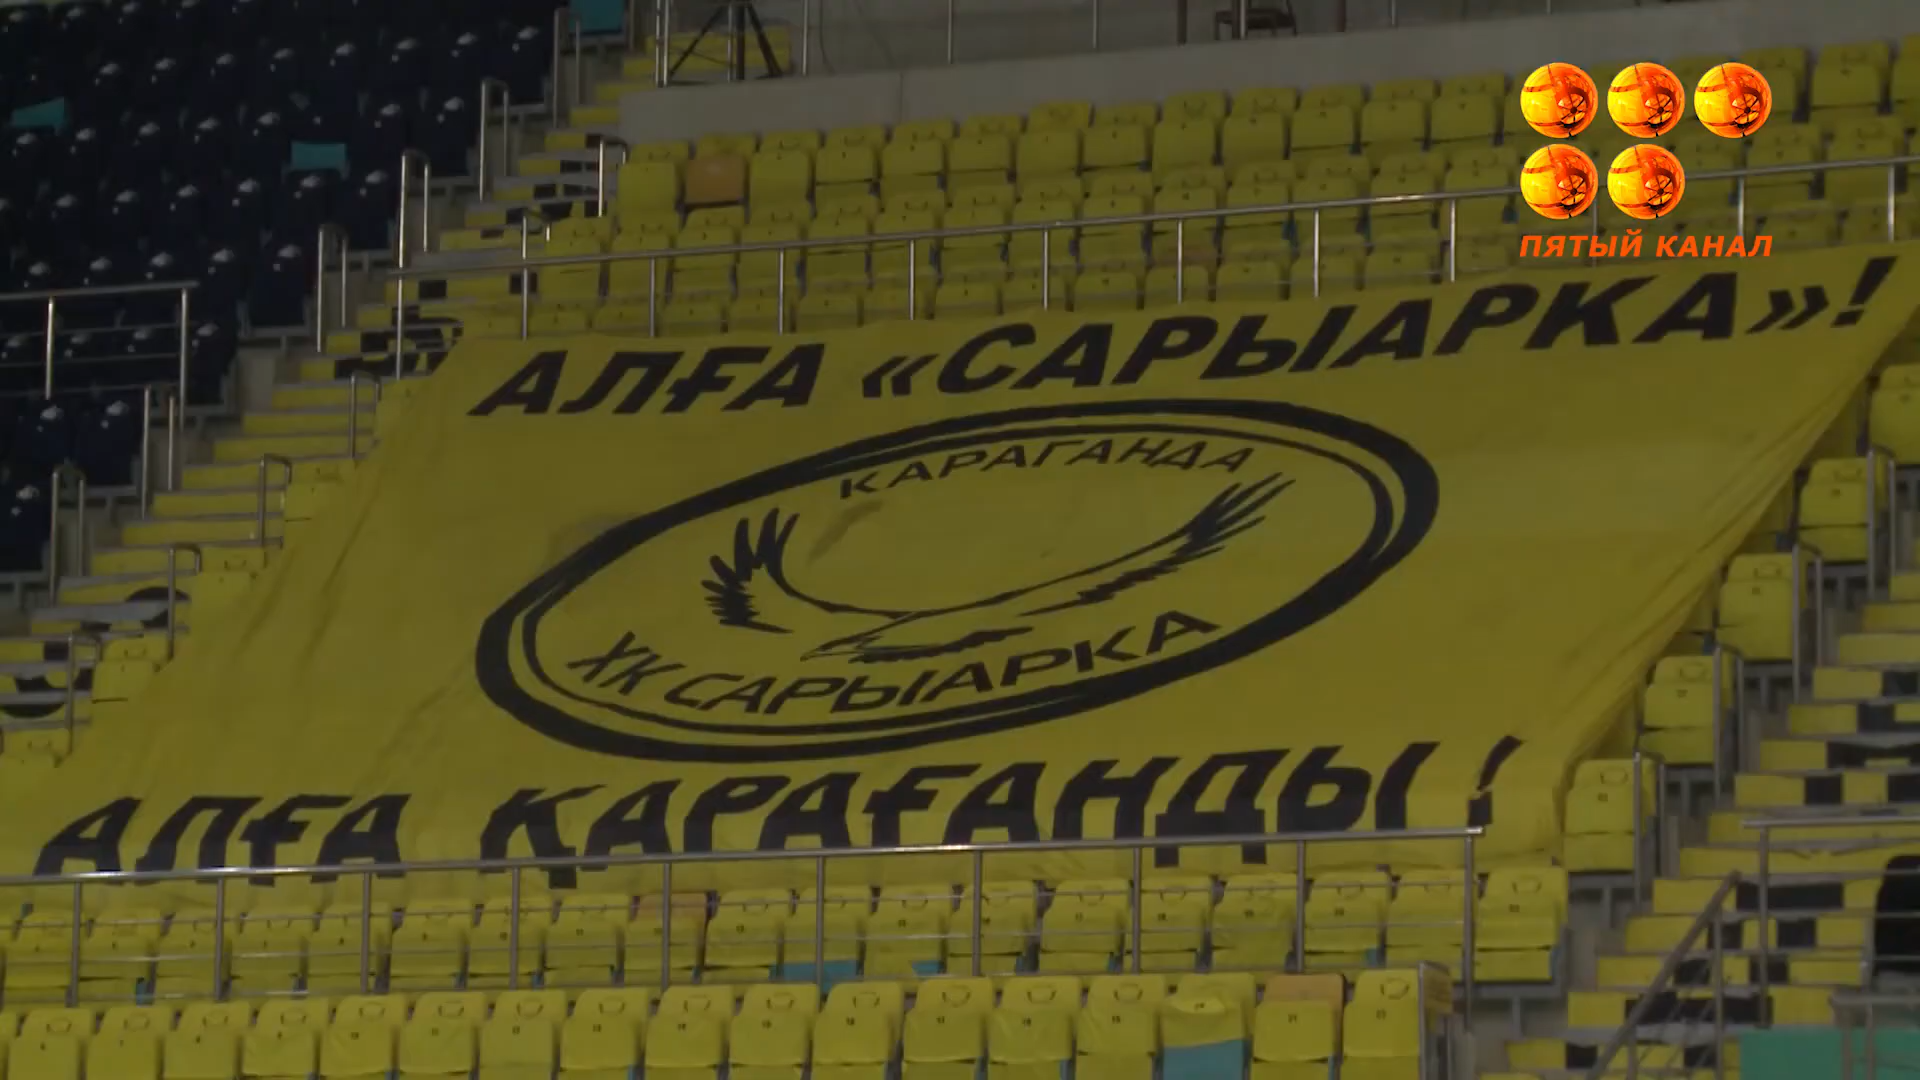 ПЯТЫЙ КАНАЛ
АЛҒА «САРЫАРКА»!
КАРАГАНДА
ХК САРЫАРКА
АЛҒА ҚАРАҒАНДЫ!